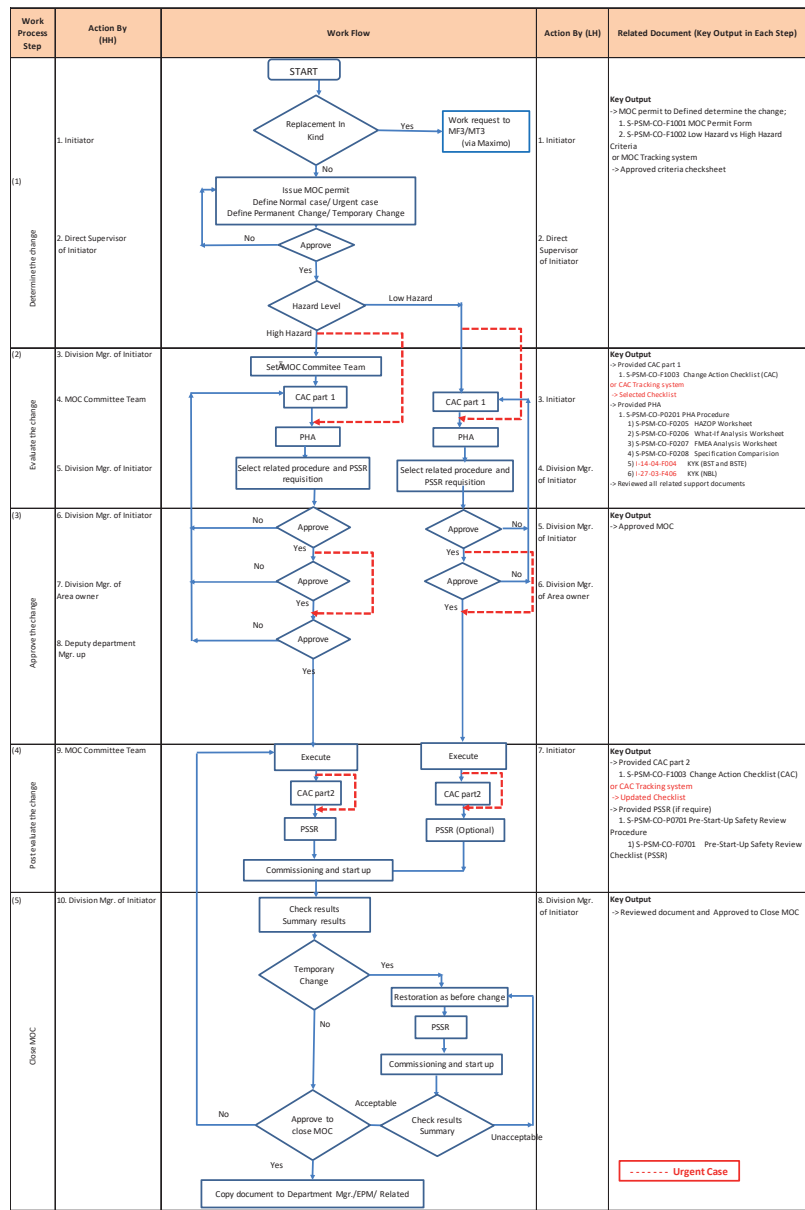 Work
Process
Step
Action By
(HH)
Work Flow
Action By (LH)
Related Document (Key Output in Each Step)
(1)
Determine the change
1. Initiator
2. Direct Supervisor
of Initiator
START
Replacement In
Kind
Yes
Work request to
MF3/MT3
(via Maximo)
No
Issue MOC permit
Define Normal case/ Urgent case
Define Permanent Change/ Temporary Change
No
Approve
Yes
Hazard Level
Low Hazard
High Hazard
1. Initiator
2. Direct
Supervisor
of Initiator
Key Output
-> MOC permit to Defined determine the change;
1. S-PSM-CO-F1001 MOC Permit Form
2. S-PSM-CO-F1002 Low Hazard vs High Hazard
Criteria
or MOC Tracking system
-> Approved criteria checksheet
(2)
Evaluate the change
3. Division Mgr. of Initiator
4. MOC Committee Team
5. Division Mgr. of Initiator
SetÃMOC Commitee Team
CAC part 1
PHA
Select related procedure and PSSR
requisition
CAC part 1
PHA
Select related procedure and
PSSR requisition
3. Initiator
4. Division Mgr.
of Initiator
Key Output
-> Provided CAC part 1
1. S-PSM-CO-F1003 Change Action Checklist (CAC)
or CAC Tracking system
-> Selected Checklist
-> Provided PHA
1. S-PSM-CO-P0201 PHA Procedure
1) S-PSM-CO-F0205 HAZOP Worksheet
2) S-PSM-CO-F0206 What-If Analysis Worksheet
3) S-PSM-CO-F0207 FMEA Analysis Worksheet
4) S-PSM-CO-F0208 Specification Comparision
5) I-14-04-F004 KYK (BST and BSTE)
6) I-27-03-F406 KYK (NBL)
-> Reviewed all related support documents
(3)
Approve the change
6. Division Mgr. of Initiator
7. Division Mgr. of
Area owner
8. Deputy department
Mgr. up
No
Approve
Yes
No
Approve
Yes
No
Approve
Yes
Approve
No
Yes
Approve
No
Yes
5. Division Mgr.
of Initiator
6. Division Mgr.
of Area owner
Key Output
-> Approved MOC
(4)
Post evaluate the change
9. MOC Committee Team
Execute
CAC part2
PSSR
Commissioning and start up
Execute
CAC part2
PSSR (Optional)
7. Initiator
Key Output
-> Provided CAC part 2
1. S-PSM-CO-F1003 Change Action Checklist (CAC)
or CAC Tracking system
-> Updated Checklist
-> Provided PSSR (if require)
1. S-PSM-CO-P0701 Pre-Start-Up Safety Review
Procedure
1) S-PSM-CO-F0701 Pre-Start-Up Safety Review
Checklist (PSSR)
(5)
Close MOC
10. Division Mgr. of Initiator
Check results
Summary results
Temporary
Change
Yes
No
Restoration as before change
PSSR
Commissioning and start up
Check results
Summary
Acceptable
Unacceptable
Approve to
close MOC
No
Yes
Copy document to Department Mgr./EPM/ Related
8. Division Mgr.
of Initiator
Key Output
-> Reviewed document and Approved to Close MOC
------- Urgent Case